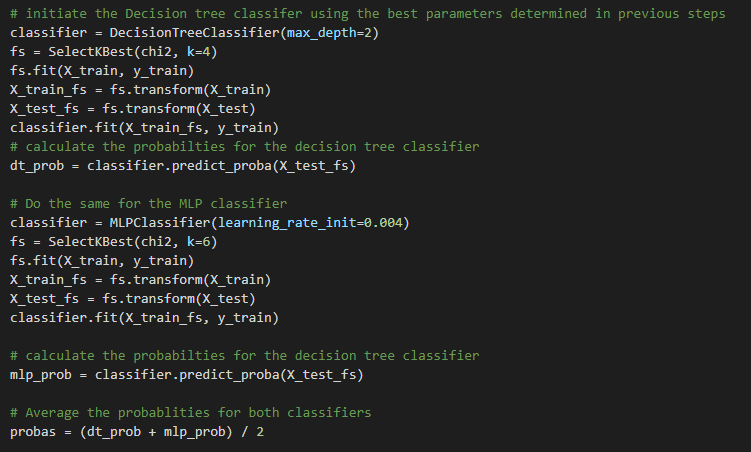 # initiate the Decision tree classifer using the best parameters determined in previous steps
classifier = DecisionTreeClassifier(max_depth=2)
fs = SelectKBest(chi2, k=4)
fs.fit(X_train, y_train)
X_train_fs = fs.transform(X_train)
X_test_fs = fs.transform(X_test)
classifier.fit(X_train_fs, y_train)
# calculate the probabilties for the decision tree classifier
dt_prob = classifier.predict_proba(X_test_fs)
# Do the same for the MLP classifier
classifier = MLPClassifier(learning_rate_init=0.004)
fs = SelectKBest(chi2, k=6)
fs.fit(X_train, y_train)
X_train_fs = fs.transform(X_train)
X_test_fs = fs.transform(X_test)
classifier.fit(X_train_fs, y_train)
# calculate the probabilties for the decision tree classifier
mlp_prob = classifier.predict_proba(X_test_fs)
# Average the probablities for both classifiers
probas = (dt_prob + mlp_prob) / 2